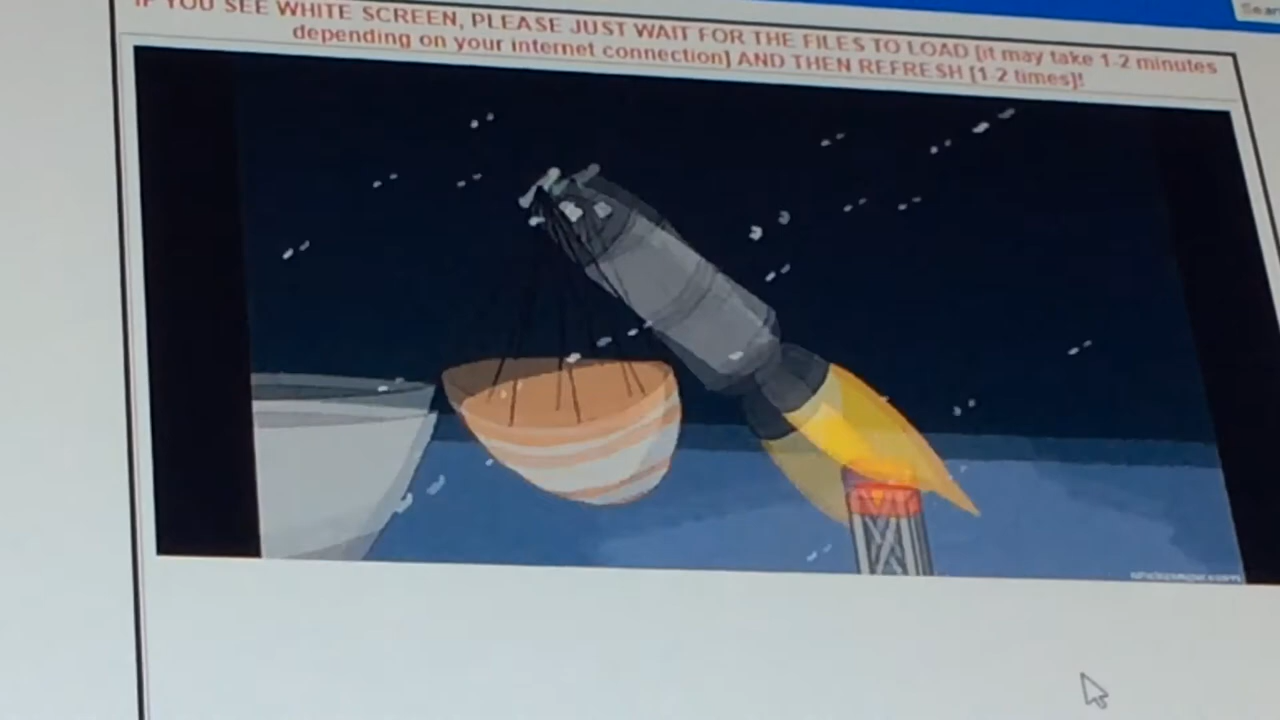 IF YOU SEE WHITE SCREEN, PLEASE JUST WAIT FOR THE FILES TO LOAD [it may take 1-2 minutes
depending on your internet connection] AND THEN REFRESH [1-2 times]!
Sear